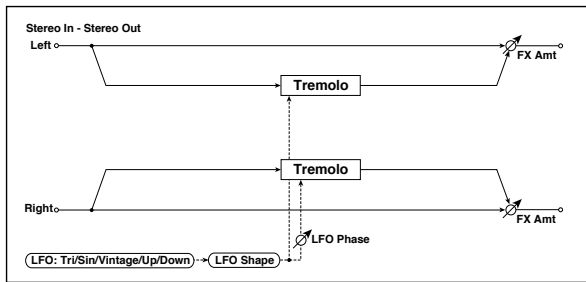 Stereo In - Stereo Out
Left
FX Amt
Tremolo
Tremolo
Right
FX Amt
LFO Phase
LFO: Tri/Sin/Vintage/Up/Down
LFO Shape